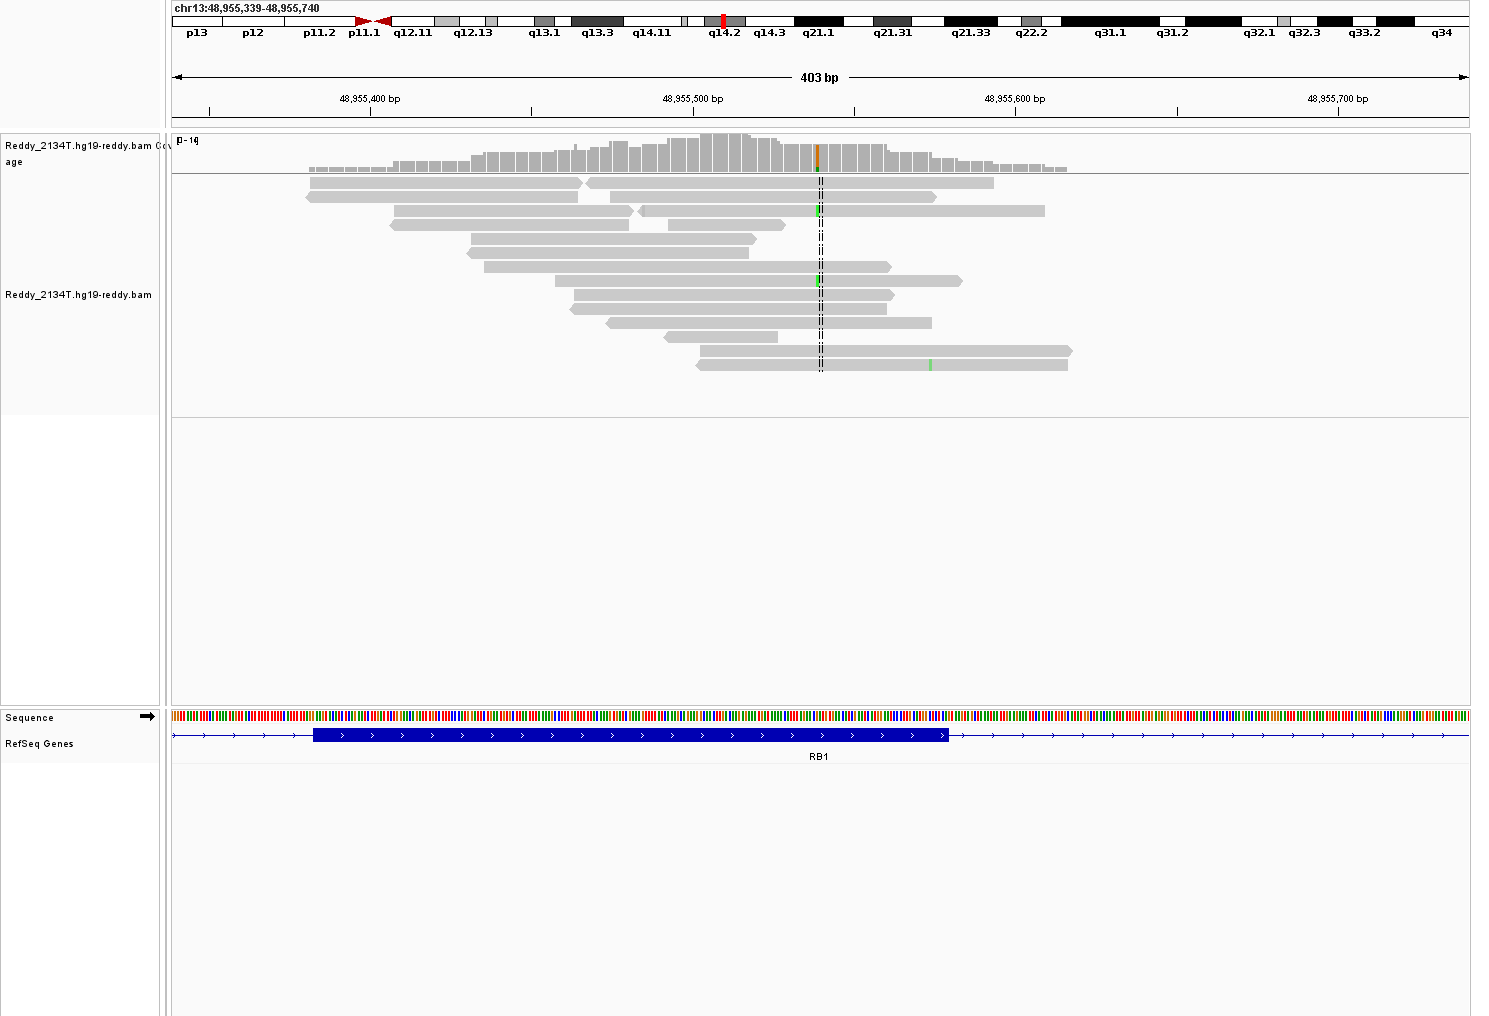 chr13:48,955,339-48,955,740
p13 p12 p11.2 p11.1 q12.11 q12.13 q13.1 q13.3 q14.11 q14.2 q14.3 q21.1 q21.31 q21.33 q22.2 q31.1 q31.2 q32.1 q32.3 q33.2 q34
403 bp
48,955,400 bp 48,955,500 bp 48,955,600 bp 48,955,700 bp
Reddy_2134T.hg19-reddy.bam Cov
age
[0 - 14]
Reddy_2134T.hg19-reddy.bam
Sequence
RefSeq Genes
RB1